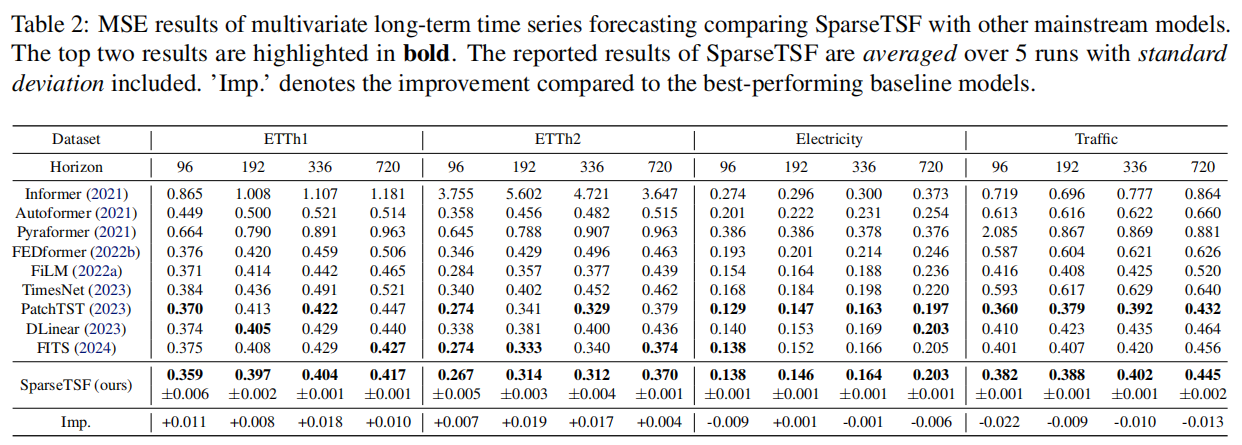 Table 2: MSE results of multivariate long-term time series forecasting comparing SparseTSF with other mainstream models.
The top two results are highlighted in bold. The reported results of SparseTSF are averaged over 5 runs with standard
deviation included. 'Imp.' denotes the improvement compared to the best-performing baseline models.
Dataset ETTh1 ETTh2 Electricity Traffic
Horizon 96 192 336 720 96 192 336 720 96 192 336 720 96 192 336 720
Informer (2021) 0.865 1.008 1.107 1.181 3.755 5.602 4.721 3.647 0.274 0.296 0.300 0.373 0.719 0.696 0.777 0.864
Autoformer (2021) 0.449 0.500 0.521 0.514 0.358 0.456 0.482 0.515 0.201 0.222 0.231 0.254 0.613 0.616 0.622 0.660
Pyraformer (2021) 0.664 0.790 0.891 0.963 0.645 0.788 0.907 0.963 0.386 0.386 0.378 0.376 2.085 0.867 0.869 0.881
FEDformer (2022b) 0.376 0.420 0.459 0.506 0.346 0.429 0.496 0.463 0.193 0.201 0.214 0.246 0.587 0.604 0.621 0.626
FiLM (2022a) 0.371 0.414 0.442 0.465 0.284 0.357 0.377 0.439 0.154 0.164 0.188 0.236 0.416 0.408 0.425 0.520
TimesNet (2023) 0.384 0.436 0.491 0.521 0.340 0.402 0.452 0.462 0.168 0.184 0.198 0.220 0.593 0.617 0.629 0.640
PatchTST (2023) 0.370 0.413 0.422 0.447 0.274 0.341 0.329 0.379 0.129 0.147 0.163 0.197 0.360 0.379 0.392 0.432
DLinear (2023) 0.374 0.405 0.429 0.440 0.338 0.381 0.400 0.436 0.140 0.153 0.169 0.203 0.410 0.423 0.435 0.464
FITS (2024) 0.375 0.408 0.429 0.427 0.274 0.333 0.340 0.374 0.138 0.152 0.166 0.205 0.401 0.407 0.420 0.456
SparseTSF (ours) 0.359 0.397 0.404 0.417 0.267 0.314 0.312 0.370 0.138 0.146 0.164 0.203 0.382 0.388 0.402 0.445
±0.006 ±0.002 ±0.001 ±0.001 ±0.005 ±0.003 ±0.004 ±0.001 ±0.001 ±0.001 ±0.001 ±0.001 ±0.001 ±0.001 ±0.001 ±0.002
Imp. +0.011 +0.008 +0.018 +0.010 +0.007 +0.019 +0.017 +0.004 -0.009 +0.001 -0.001 -0.006 -0.022 -0.009 -0.010 -0.013